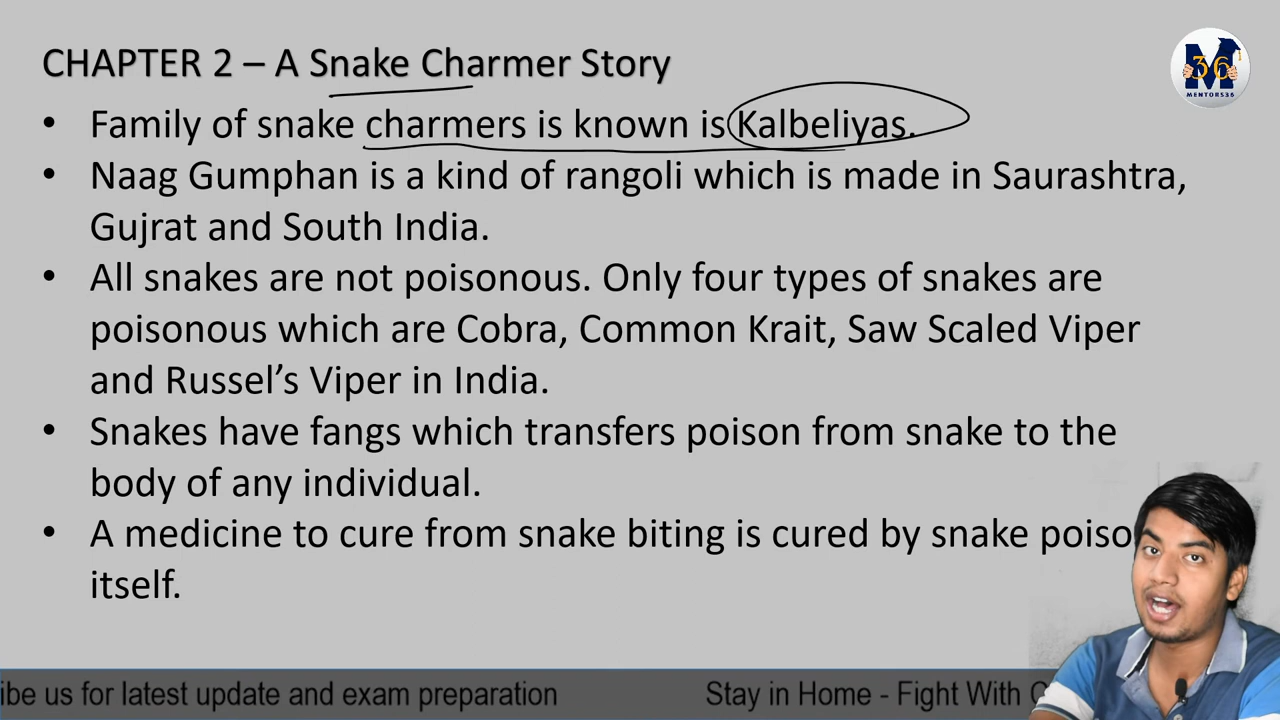 CHAPTER 2 – A Snake Charmer Story
M
36
MENTORS36
• Family of snake charmers is known is Kalbeliyas.
• Naag Gumphan is a kind of rangoli which is made in Saurashtra,
Gujrat and South India.
• All snakes are not poisonous. Only four types of snakes are
poisonous which are Cobra, Common Krait, Saw Scaled Viper
and Russel’s Viper in India.
• Snakes have fangs which transfers poison from snake to the
body of any individual.
• A medicine to cure from snake biting is cured by snake poiso
itself.
ibe us for latest update and exam preparation Stay in Home - Fight With